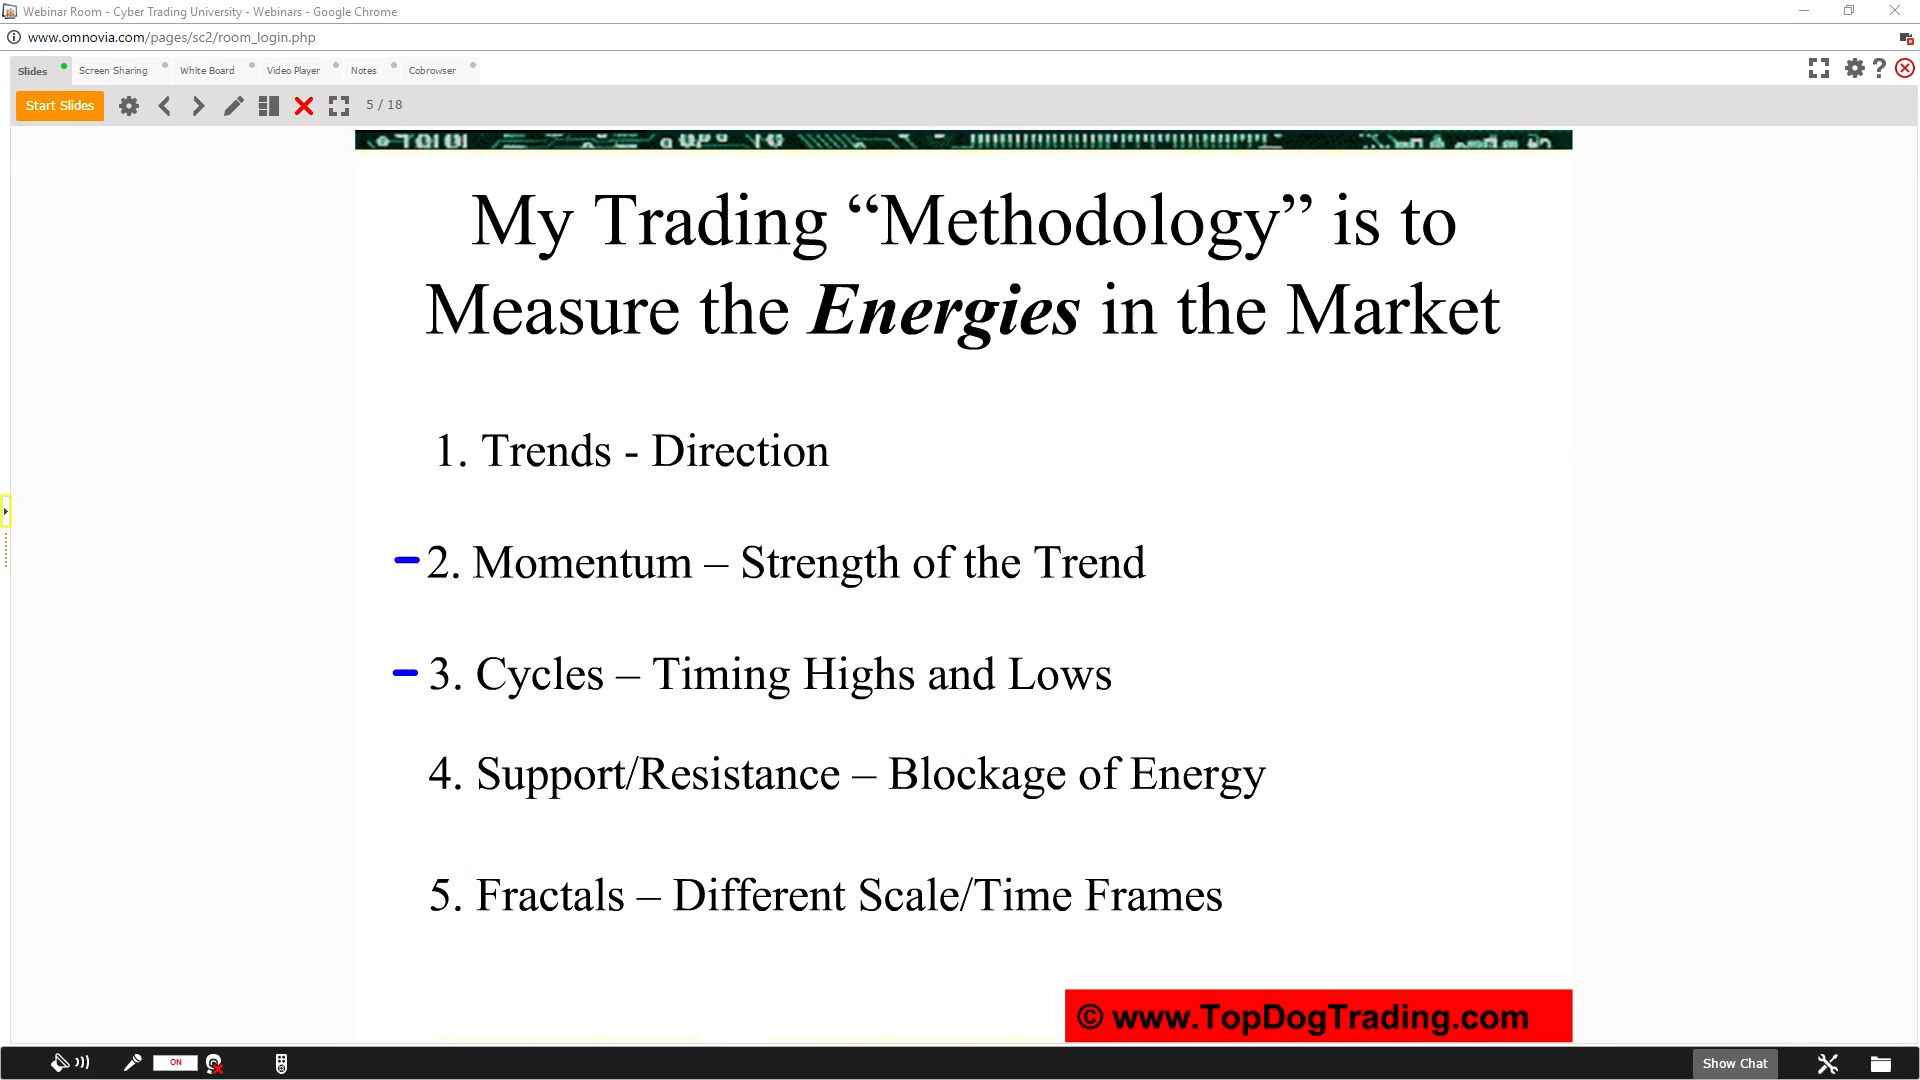 Webinar Room - Cyber Trading University - Webinars - Google Chrome
www.omnovia.com/pages/sc2/room_login.php
Slides Screen Sharing White Board Video Player Notes Cobrowser
Start Slides 5 / 18
My Trading “Methodology” is to
Measure the Energies in the Market
1. Trends - Direction
2. Momentum – Strength of the Trend
3. Cycles – Timing Highs and Lows
4. Support/Resistance – Blockage of Energy
5. Fractals – Different Scale/Time Frames
© www.TopDogTrading.com
ON Show Chat